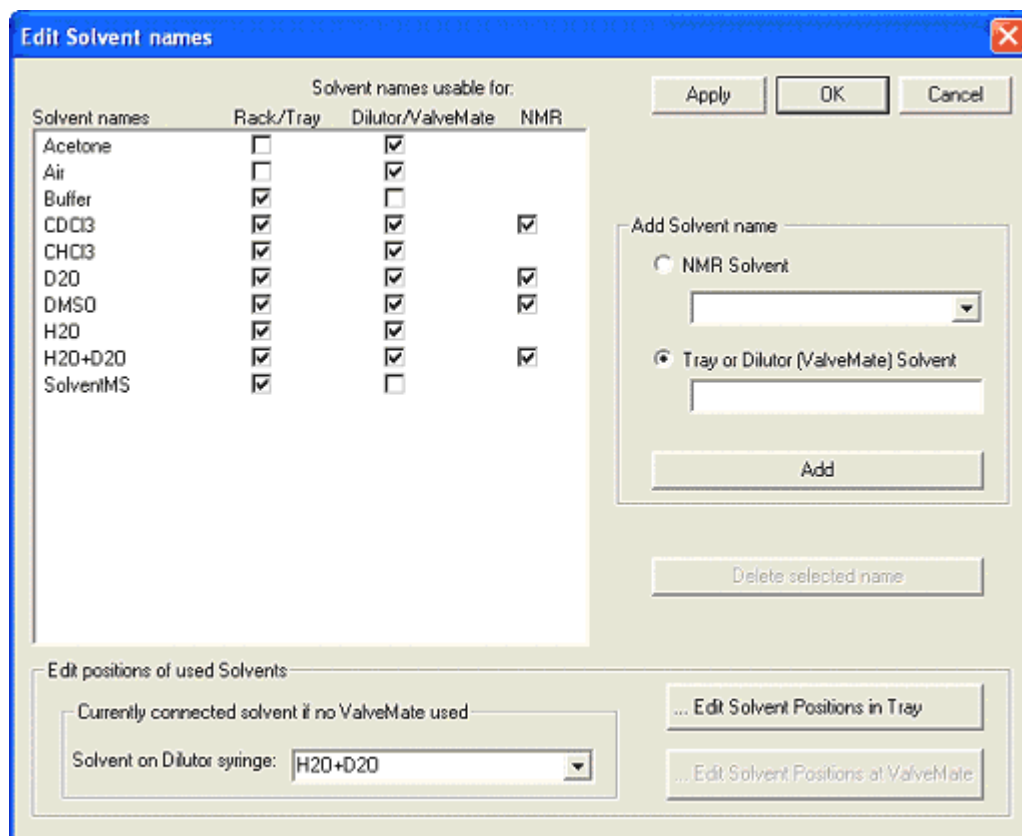 Edit Solvent names
Solvent names usable for:
Solvent names Rack/Tray Dilutor/ValveMate NMR
Acetone
Air
Buffer
CDCl3
CHCl3
D2O
DMSO
H2O
H2O+D2O
SolventMS
Apply OK Cancel
Add Solvent name
NMR Solvent
Tray or Dilutor (ValveMate) Solvent
Add
Delete selected name
Edit positions of used Solvents
Currently connected solvent if no ValveMate used
Solvent on Dilutor syringe: H2O+D2O
... Edit Solvent Positions in Tray
... Edit Solvent Positions at ValveMate